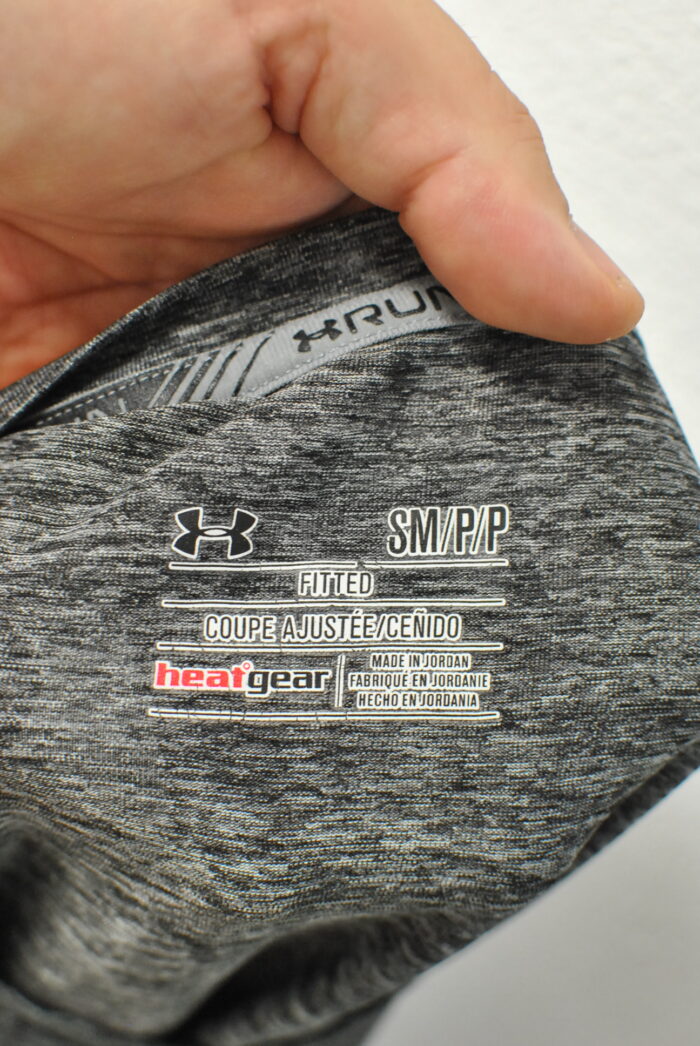 RUN
SM/P/P
FITTED
COUPE AJUSTÉE/CEÑIDO
heatgear
MADE IN JORDAN
FABRIQUÉ EN JORDANIE
HECHO EN JORDANIA